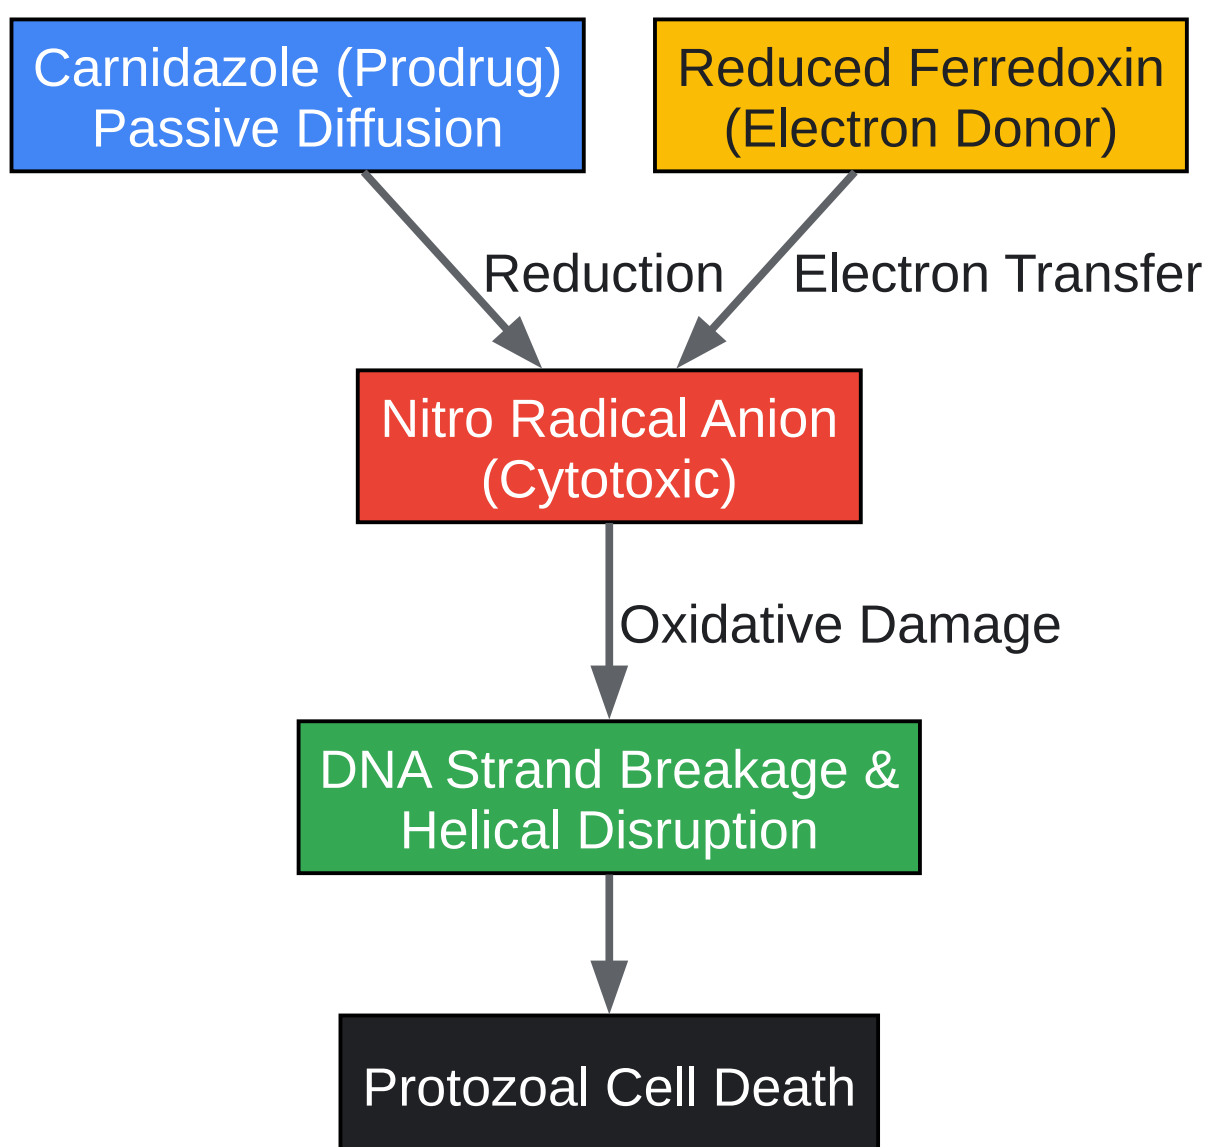 Carnidazole (Prodrug)
Passive Diffusion
Reduced Ferredoxin
(Electron Donor)
Reduction
Electron Transfer
Nitro Radical Anion
(Cytotoxic)
Oxidative Damage
DNA Strand Breakage &
Helical Disruption
Protozoal Cell Death